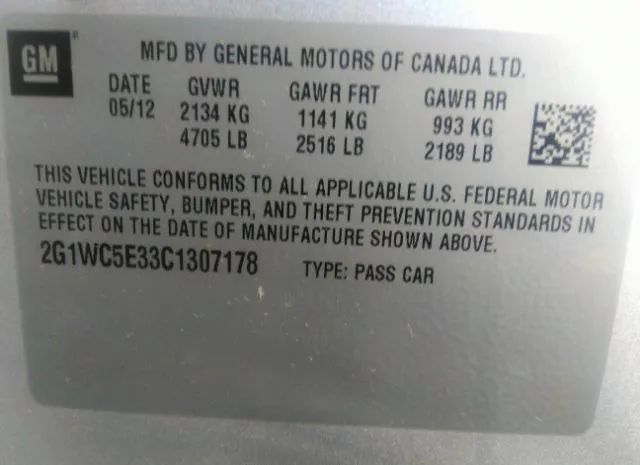 GM
MFD BY GENERAL MOTORS OF CANADA LTD.
DATE GVWR GAWR FRT GAWR RR
05/12 2134 KG 1141 KG 993 KG
4705 LB 2516 LB 2189 LB
THIS VEHICLE CONFORMS TO ALL APPLICABLE U.S. FEDERAL MOTOR
VEHICLE SAFETY, BUMPER, AND THEFT PREVENTION STANDARDS IN
EFFECT ON THE DATE OF MANUFACTURE SHOWN ABOVE.
2G1WC5E33C1307178 TYPE: PASS CAR